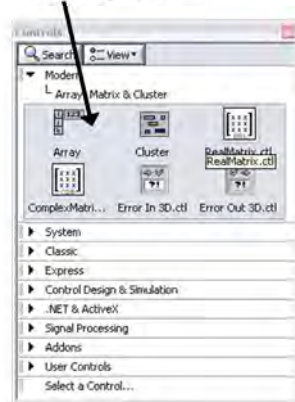 Controls
Search View
Modern
Array, Matrix & Cluster
Array Cluster RealMatrix.ctl
RealMatrix.ctl
ComplexMatri... Error In 3D.ctl Error Out 3D.ctl
System
Classic
Express
Control Design & Simulation
.NET & ActiveX
Signal Processing
Addons
User Controls
Select a Control...